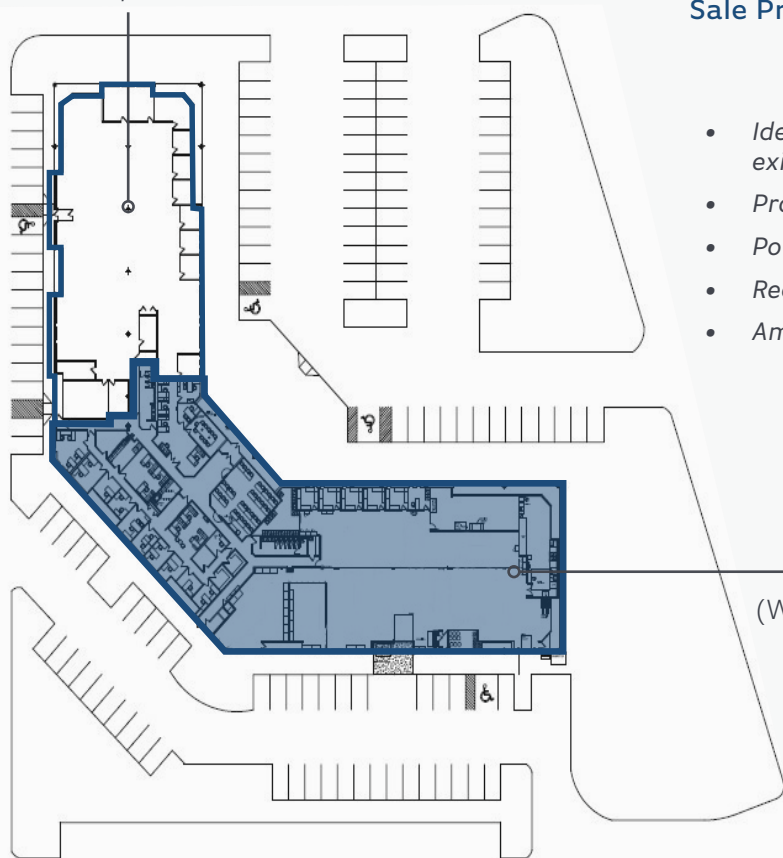 Sale Pr
• Ide
exi
• Pro
• Po
• Rec
• Am
(W